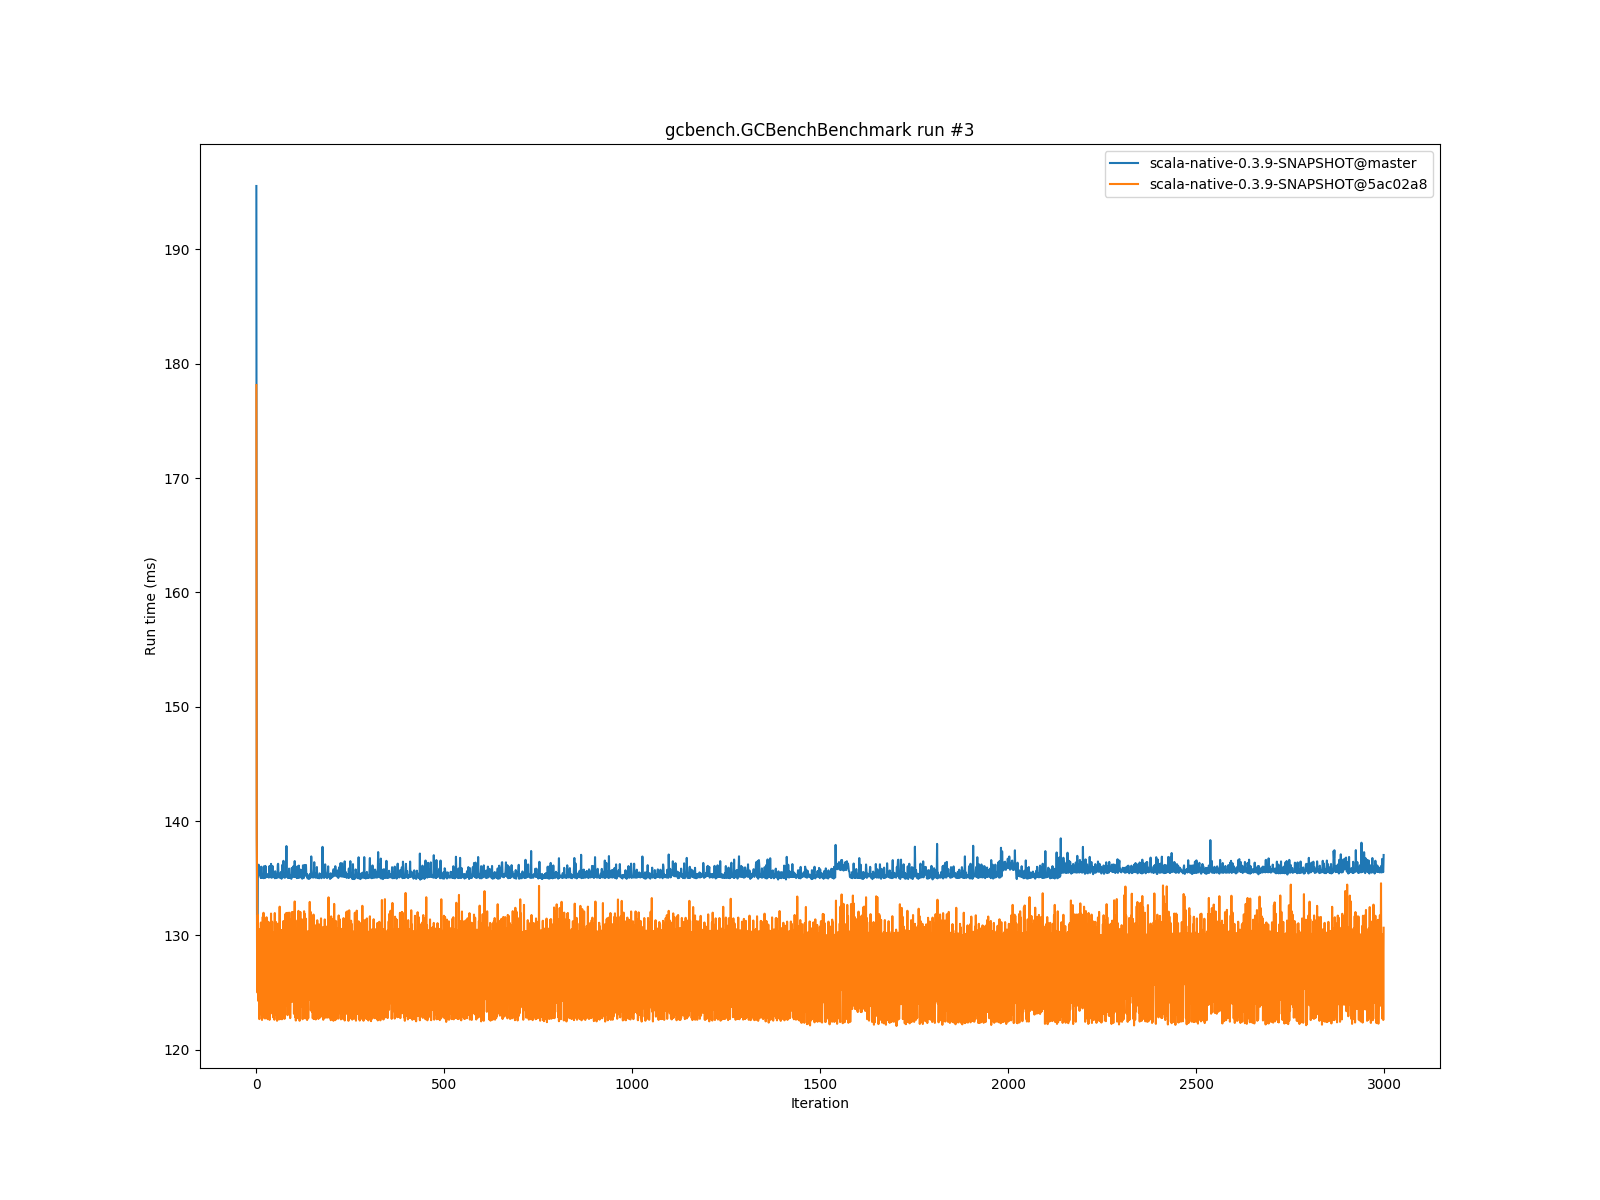 gcbench.GCBenchBenchmark run #3
scala-native-0.3.9-SNAPSHOT@master
scala-native-0.3.9-SNAPSHOT@5ac02a8
190
180
170
160
150
140
130
120
Run time (ms)
0 500 1000 1500 2000 2500 3000
Iteration